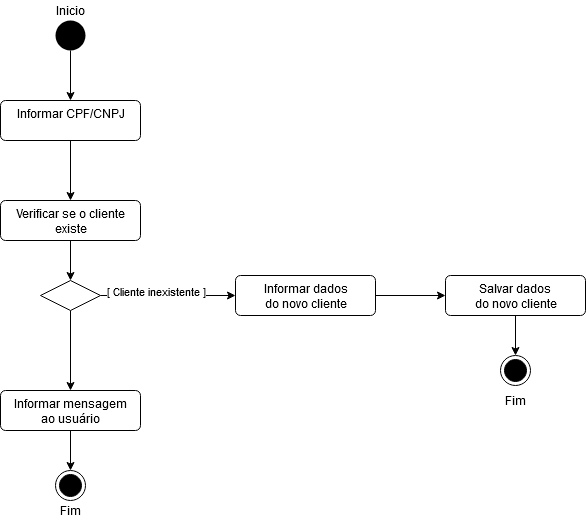 Inicio
Informar CPF/CNPJ
Verificar se o cliente
existe
[ Cliente inexistente ]
Informar dados
do novo cliente
Salvar dados
do novo cliente
Fim
Informar mensagem
ao usuário
Fim